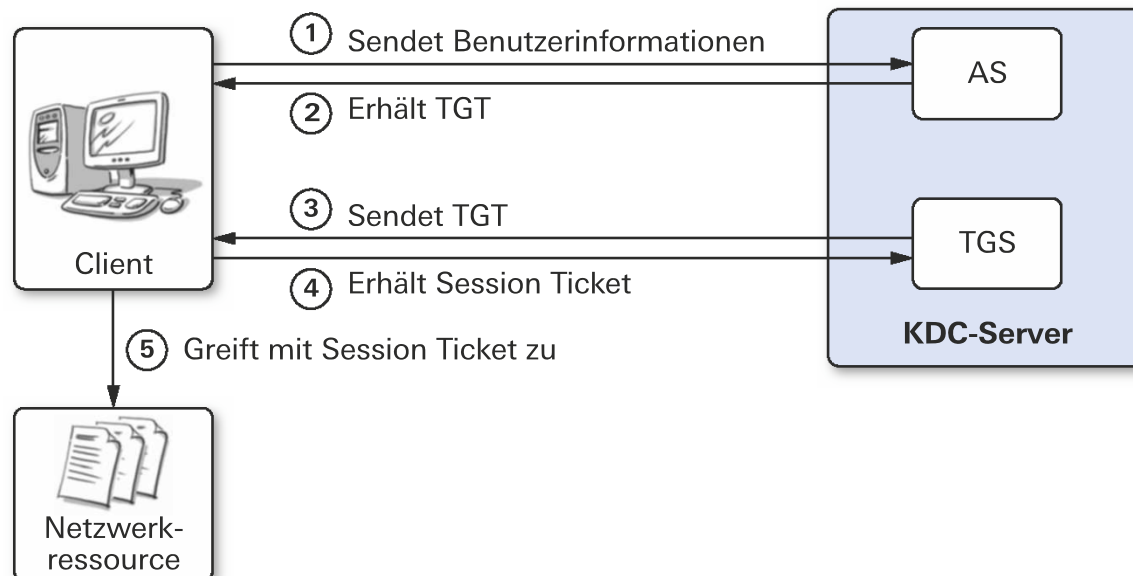 1 Sendet Benutzerinformationen
AS
2 Erhält TGT
3 Sendet TGT
TGS
Client
4 Erhält Session Ticket
KDC-Server
5 Greift mit Session Ticket zu
Netzwerk-
ressource